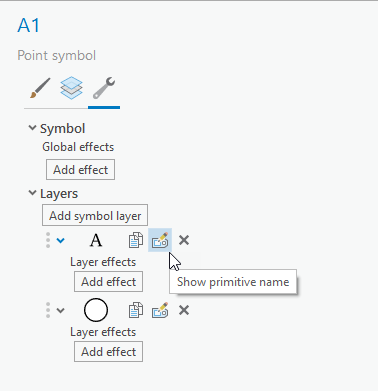 A1
Point symbol
Symbol
Global effects
Add effect
Layers
Add symbol layer
A
Layer effects
Add effect
Show primitive name
Layer effects
Add effect